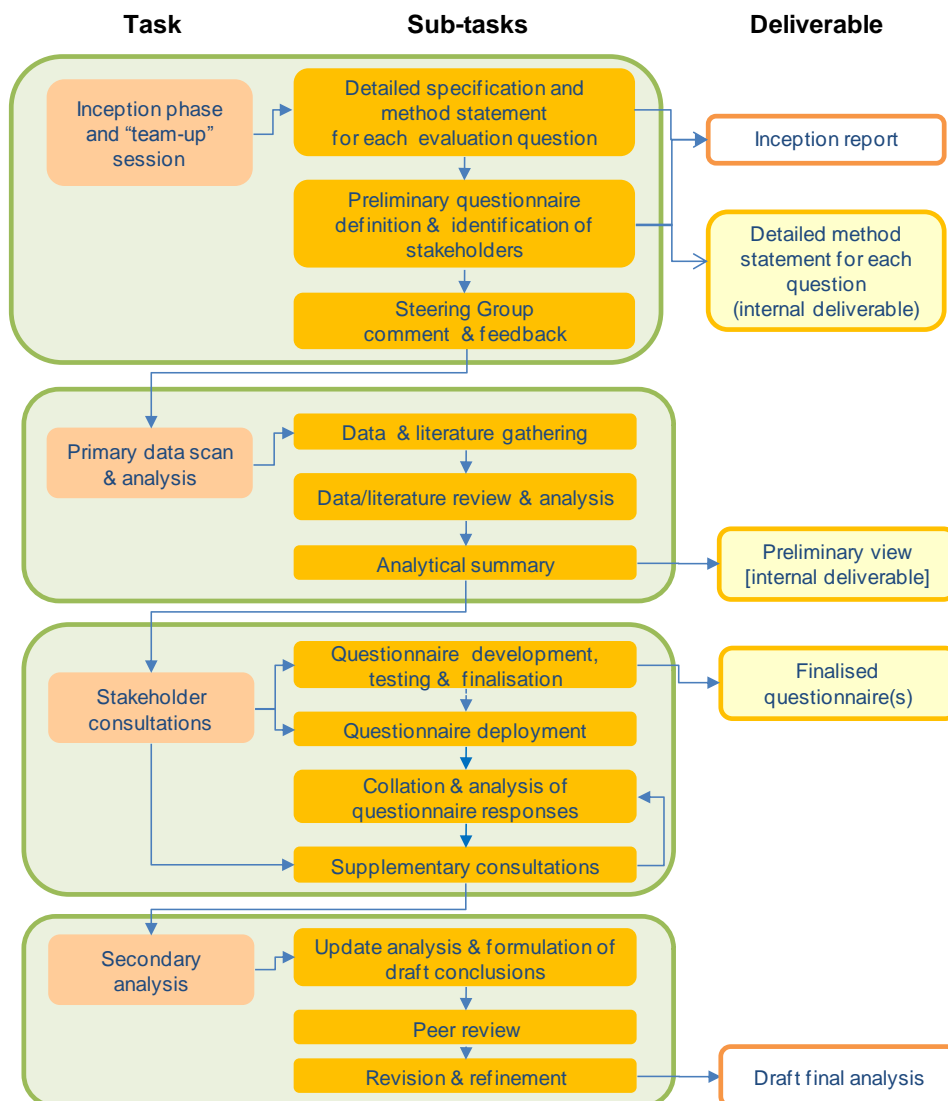 Task
Sub-tasks
Deliverable
Inception phase
and “team-up”
session
Detailed specification and
method statement
for each evaluation question
Inception report
Preliminary questionnaire
definition & identification of
stakeholders
Detailed method
statement for each
question
(internal deliverable)
Steering Group
comment & feedback
Primary data scan
& analysis
Data & literature gathering
Data/literature review & analysis
Analytical summary
Preliminary view
[internal deliverable]
Stakeholder
consultations
Questionnaire development,
testing & finalisation
Finalised
questionnaire(s)
Questionnaire deployment
Collation & analysis of
questionnaire responses
Supplementary consultations
Secondary
analysis
Update analysis & formulation of
draft conclusions
Peer review
Revision & refinement
Draft final analysis